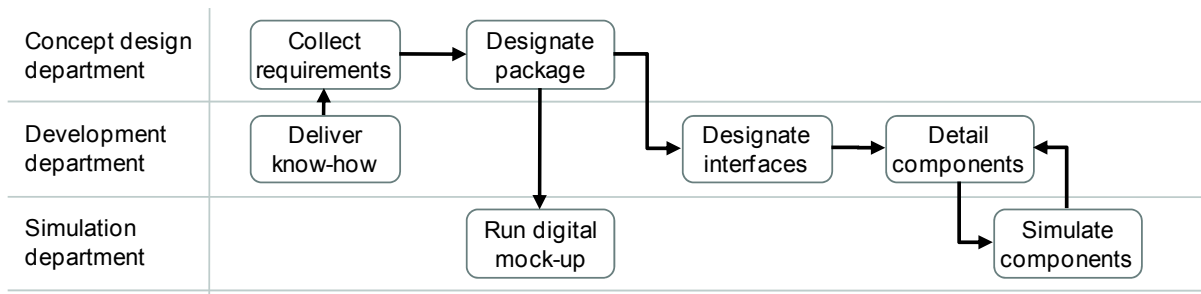 Concept design
department
Collect
requirements
Designate
package
Development
department
Deliver
know-how
Designate
interfaces
Detail
components
Simulation
department
Run digital
mock-up
Simulate
components